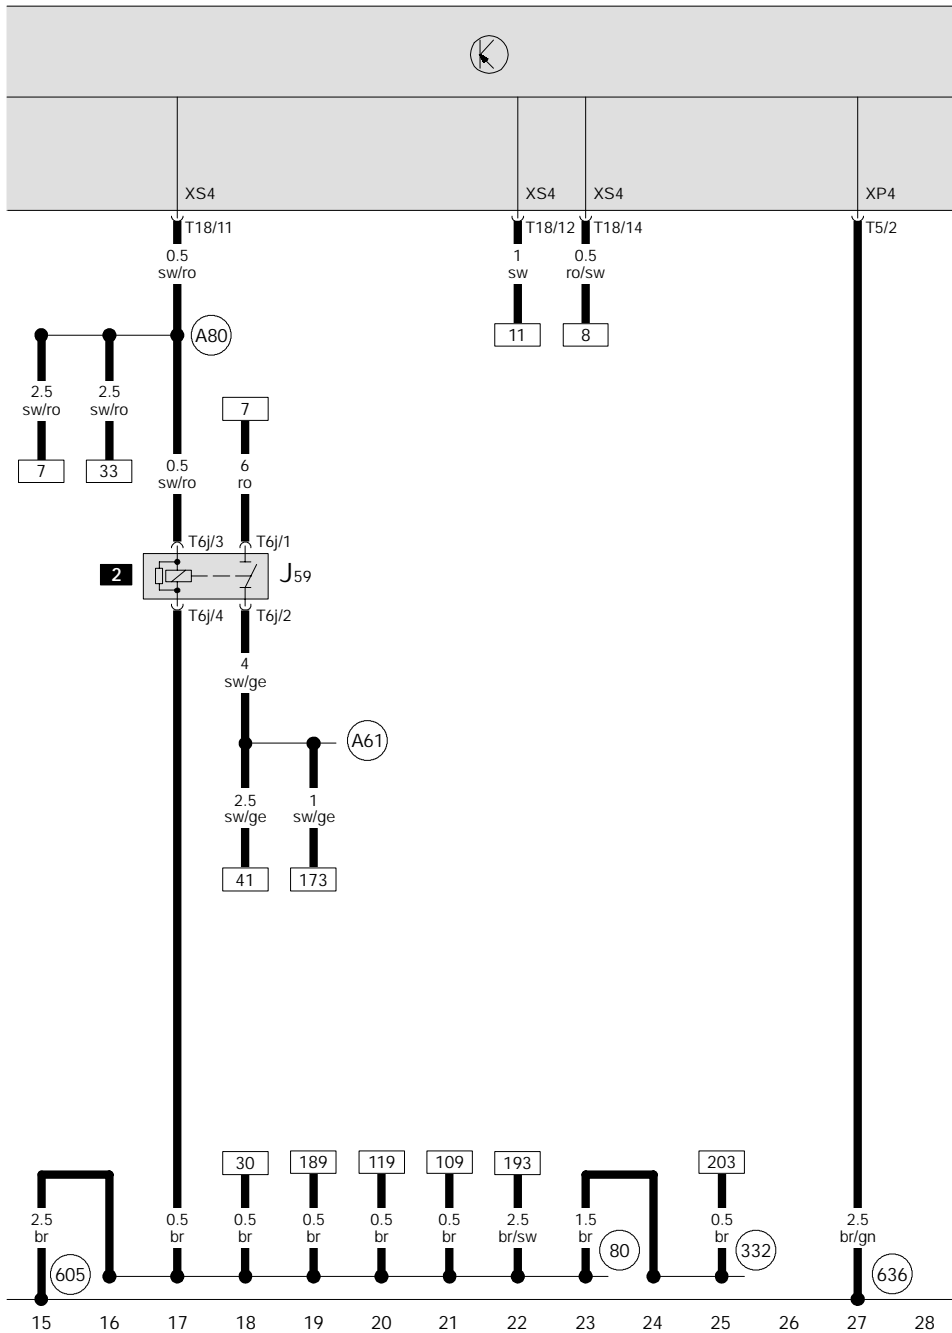 XS4 XS4 XS4 XP4
T18/11 T18/12 T18/14 T5/2
0.5 1 0.5
sw/ro sw ro/sw
A80 11 8
2.5 2.5
sw/ro sw/ro
7
7 33 0.5 6
sw/ro ro
T6j/3 T6j/1
2 J59
T6j/4 T6j/2
4
sw/ge
A61
2.5 1
sw/ge sw/ge
41 173
30 189 119 109 193 203
2.5 0.5 0.5 0.5 0.5 0.5 2.5 1.5 0.5 2.5
br br br br br br br/sw br br br/gn
605 80 332 636
15 16 17 18 19 20 21 22 23 24 25 26 27 28